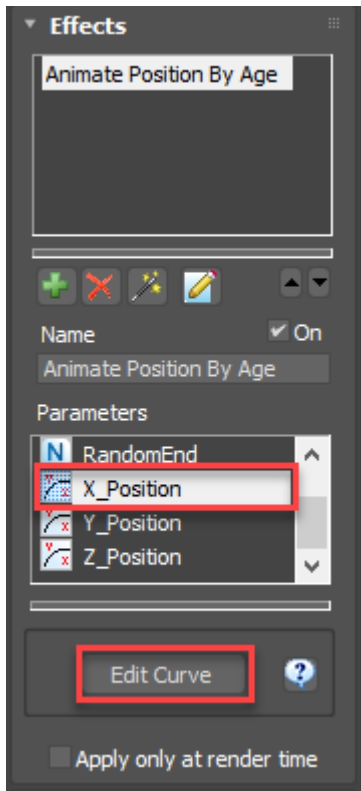 Effects
Animate Position By Age
Name
On
Animate Position By Age
Parameters
N RandomEnd
Y x X_Position
Y x Y_Position
Y x Z_Position
Edit Curve
?
Apply only at render time